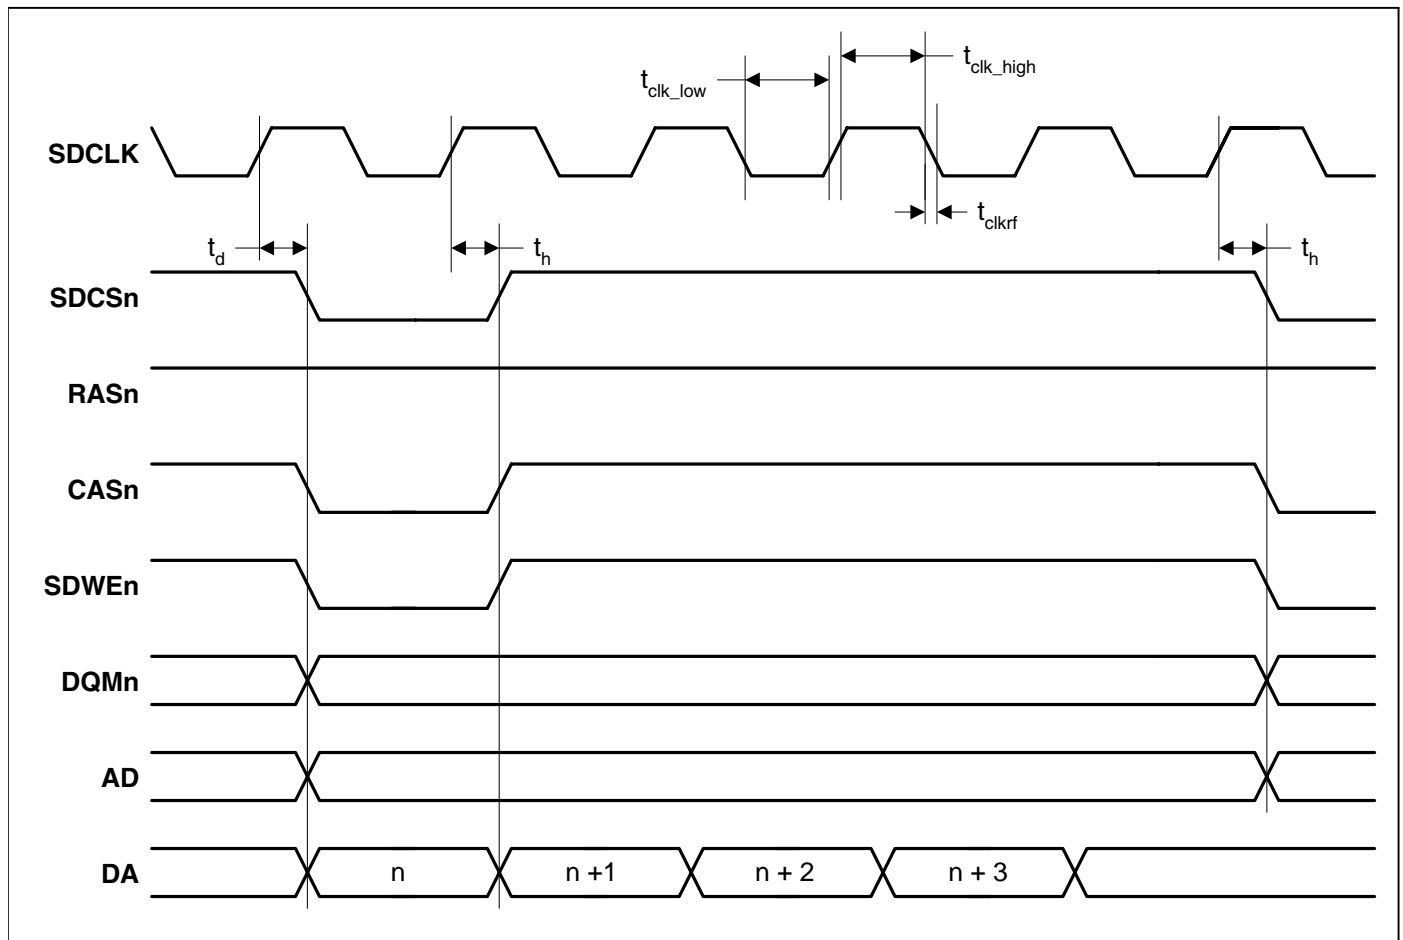 t_clk_high
t_clk_low
SDCLK
t_clkrf
t_d
t_h
t_h
SDCSn
RASn
CASn
SDWEn
DQMn
AD
DA
n
n +1
n + 2
n + 3